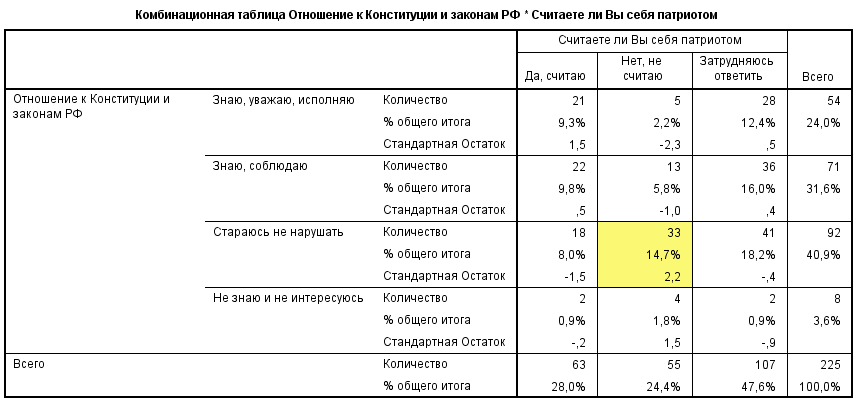 Комбинационная таблица Отношение к Конституции и законам РФ * Считаете ли Вы себя патриотом
Считаете ли Вы себя патриотом
Да, считаю Нет, не считаю Затрудняюсь ответить Всего
Отношение к Конституции и законам РФ Знаю, уважаю, исполняю Количество 21 5 28 54
% общего итога 9,3% 2,2% 12,4% 24,0%
Стандартная Остаток 1,5 -2,3 ,5
Знаю, соблюдаю Количество 22 13 36 71
% общего итога 9,8% 5,8% 16,0% 31,6%
Стандартная Остаток ,5 -1,0 ,4
Стараюсь не нарушать Количество 18 33 41 92
% общего итога 8,0% 14,7% 18,2% 40,9%
Стандартная Остаток -1,5 2,2 -,4
Не знаю и не интересуюсь Количество 2 4 2 8
% общего итога 0,9% 1,8% 0,9% 3,6%
Стандартная Остаток -,2 1,5 -,9
Всего Количество 63 55 107 225
% общего итога 28,0% 24,4% 47,6% 100,0%